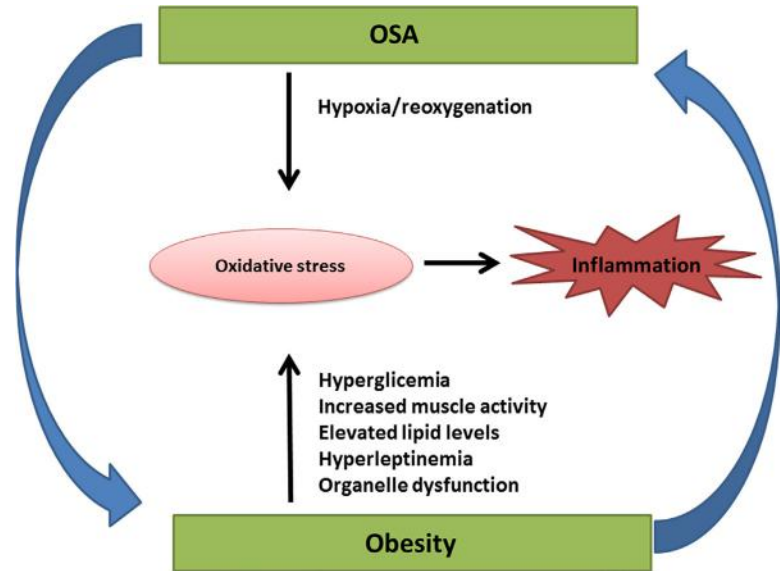 OSA
Hypoxia/reoxygenation
Oxidative stress
Inflammation
Hyperglicemia
Increased muscle activity
Elevated lipid levels
Hyperleptinemia
Organelle dysfunction
Obesity